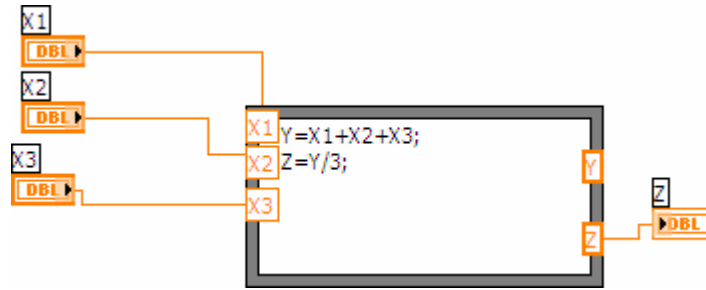 X1
DBL
X2
DBL
X3
DBL
X1
Y=X1+X2+X3;
X2
Z=Y/3;
X3
Y
Z
Z
DBL